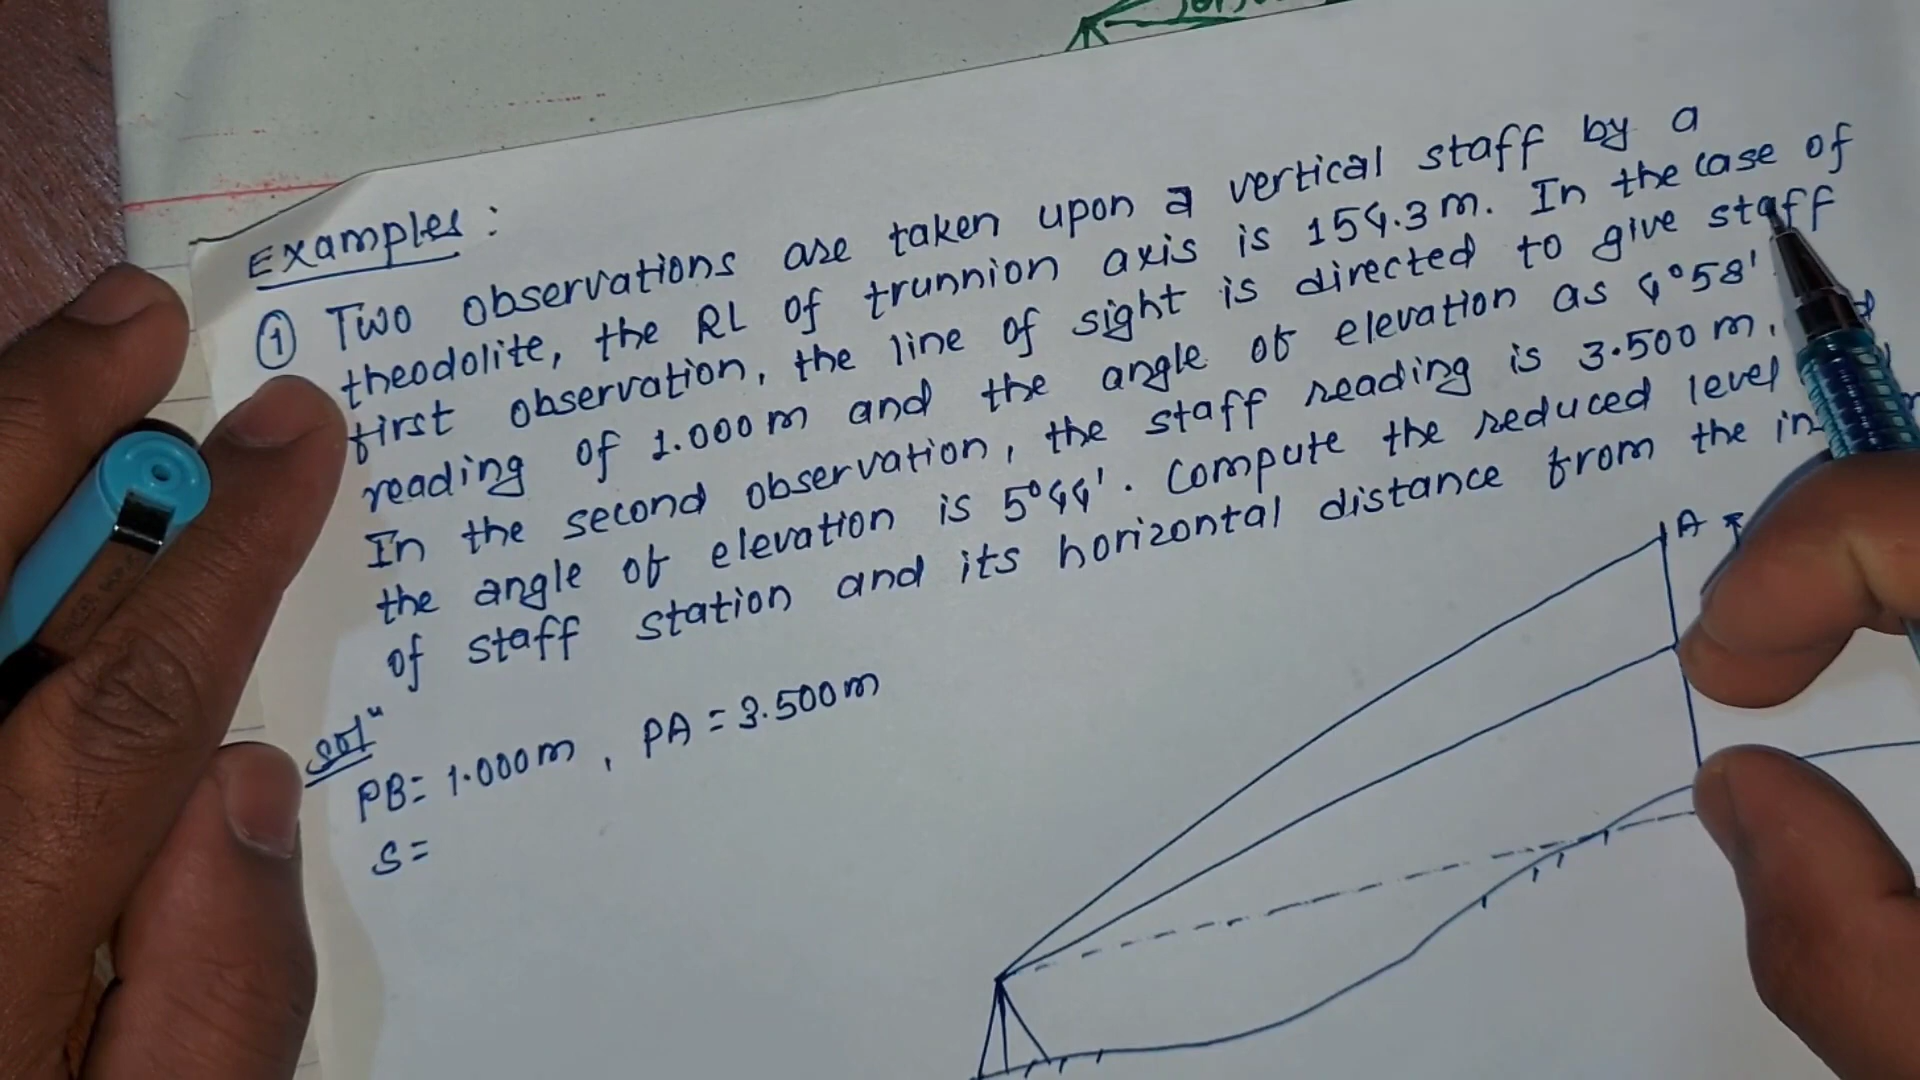 Examples :
① Two observations are taken upon a vertical staff by a
theodolite, the RL of trunnion axis is 154.3 m. In the case of
first observation, the line of sight is directed to give staff
reading of 1.000 m and the angle of elevation as 4°58'
In the second observation, the staff reading is 3.500 m.
the angle of elevation is 5°44'. Compute the reduced level
of staff station and its horizontal distance from the
Solⁿ
PB= 1.000m , PA = 3.500m
S=
A